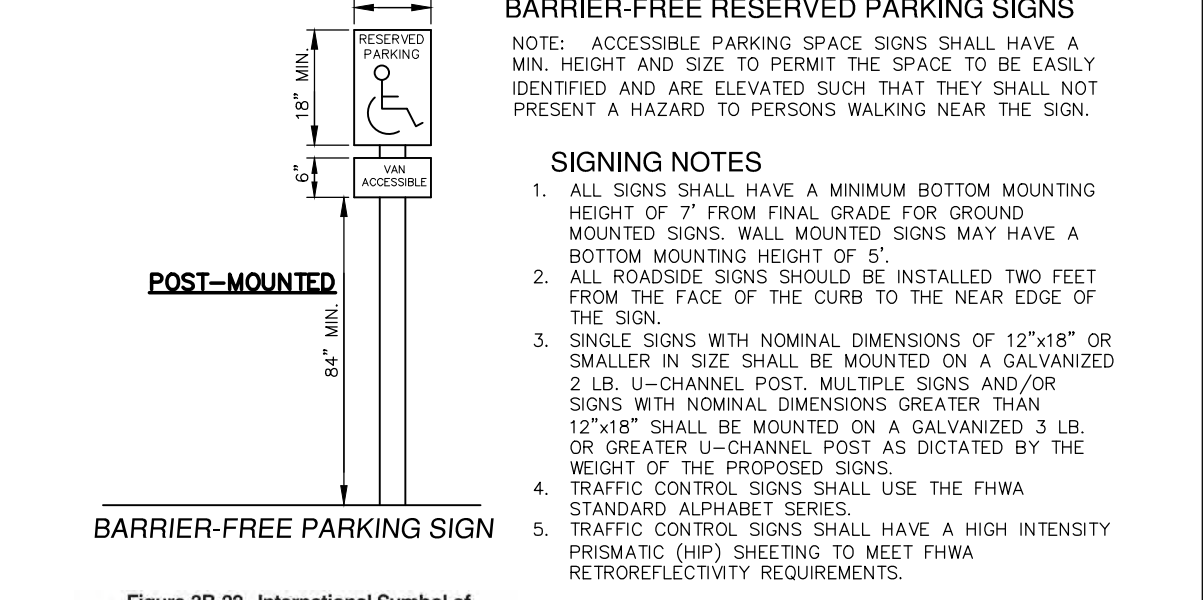 RESERVED
PARKING
18" MIN.
VAN
ACCESSIBLE
6"
POST-MOUNTED
84" MIN.
BARRIER-FREE PARKING SIGN
Figure 2B-22. International Symbol of
BARRIER-FREE RESERVED PARKING SIGNS
NOTE: ACCESSIBLE PARKING SPACE SIGNS SHALL HAVE A
MIN. HEIGHT AND SIZE TO PERMIT THE SPACE TO BE EASILY
IDENTIFIED AND ARE ELEVATED SUCH THAT THEY SHALL NOT
PRESENT A HAZARD TO PERSONS WALKING NEAR THE SIGN.
SIGNING NOTES
1. ALL SIGNS SHALL HAVE A MINIMUM BOTTOM MOUNTING
HEIGHT OF 7' FROM FINAL GRADE FOR GROUND
MOUNTED SIGNS. WALL MOUNTED SIGNS MAY HAVE A
BOTTOM MOUNTING HEIGHT OF 5'.
2. ALL ROADSIDE SIGNS SHOULD BE INSTALLED TWO FEET
FROM THE FACE OF THE CURB TO THE NEAR EDGE OF
THE SIGN.
3. SINGLE SIGNS WITH NOMINAL DIMENSIONS OF 12"x18" OR
SMALLER IN SIZE SHALL BE MOUNTED ON A GALVANIZED
2 LB. U-CHANNEL POST. MULTIPLE SIGNS AND/OR
SIGNS WITH NOMINAL DIMENSIONS GREATER THAN
12"x18" SHALL BE MOUNTED ON A GALVANIZED 3 LB.
OR GREATER U-CHANNEL POST AS DICTATED BY THE
WEIGHT OF THE PROPOSED SIGNS.
4. TRAFFIC CONTROL SIGNS SHALL USE THE FHWA
STANDARD ALPHABET SERIES.
5. TRAFFIC CONTROL SIGNS SHALL HAVE A HIGH INTENSITY
PRISMATIC (HIP) SHEETING TO MEET FHWA
RETROREFLECTIVITY REQUIREMENTS.